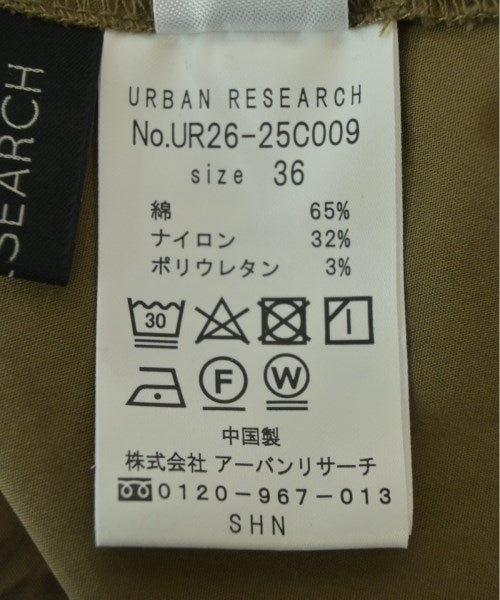 URBAN RESEARCH
No.UR26-25C009
size 36
綿 65%
ナイロン 32%
ポリウレタン 3%
30
F W
中国製
株式会社 アーバンリサーチ
0120-967-013
SHN
SEARCH